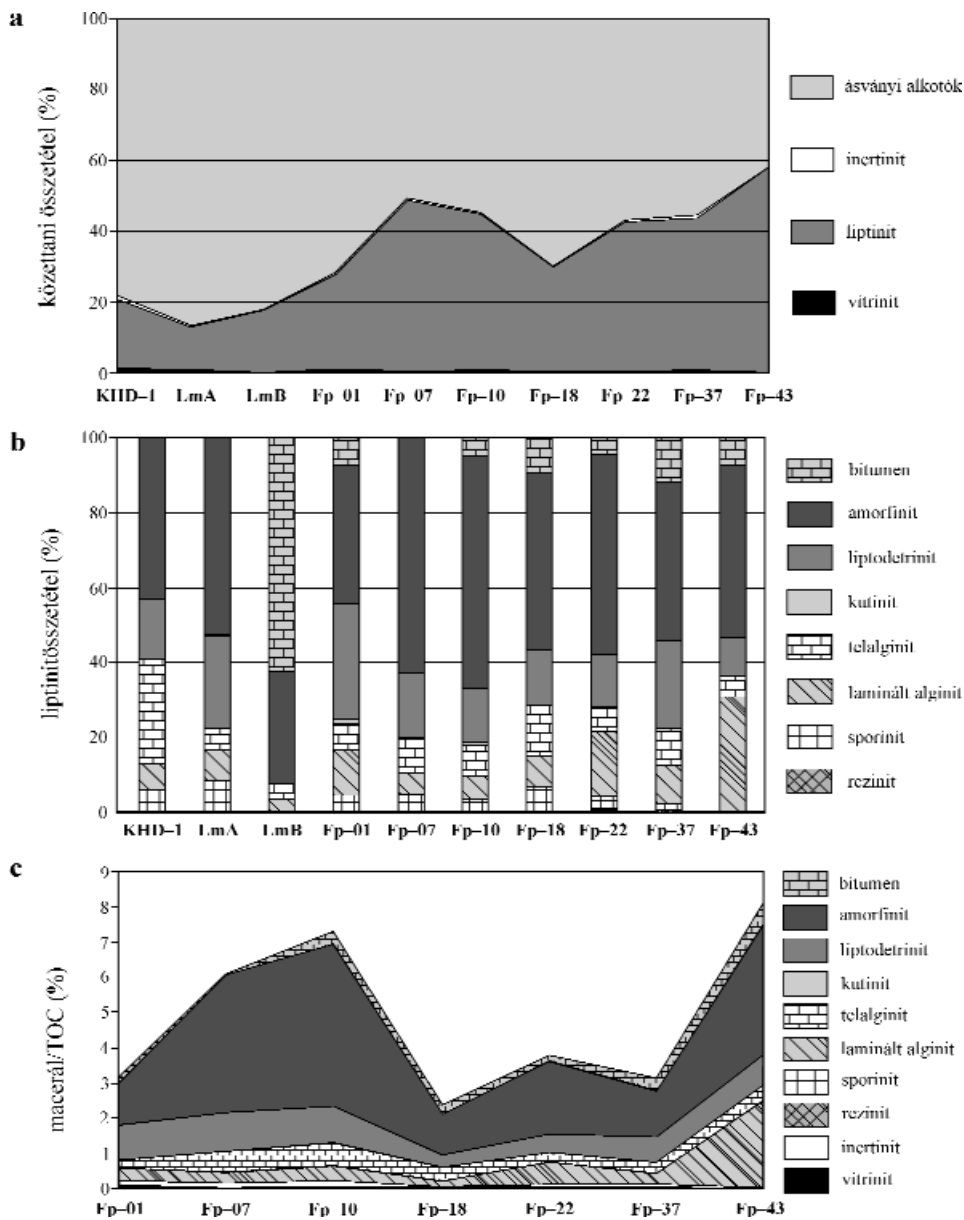 a
kőzettani összetétel (%)
100
80
60
40
20
0
KHD–1 LmA LmB Fp 01 Fp 07 Fp–10 Fp–18 Fp 22 Fp–37 Fp–43
ásványi alkotók
inertinit
liptinit
vitrinit
b
liptinitösszetétel (%)
100
80
60
40
20
0
KHD–1 LmA LmB Fp–01 Fp–07 Fp–10 Fp–18 Fp–22 Fp–37 Fp–43
bitumen
amorfinit
liptodetrinit
kutinit
telalginit
laminált alginit
sporinit
rezinit
c
macerál/TOC (%)
9
8
7
6
5
4
3
2
1
0
Fp–01 Fp–07 Fp 10 Fp–18 Fp–22 Fp–37 Fp–43
bitumen
amorfinit
liptodetrinit
kutinit
telalginit
laminált alginit
sporinit
rezinit
inertinit
vitrinit